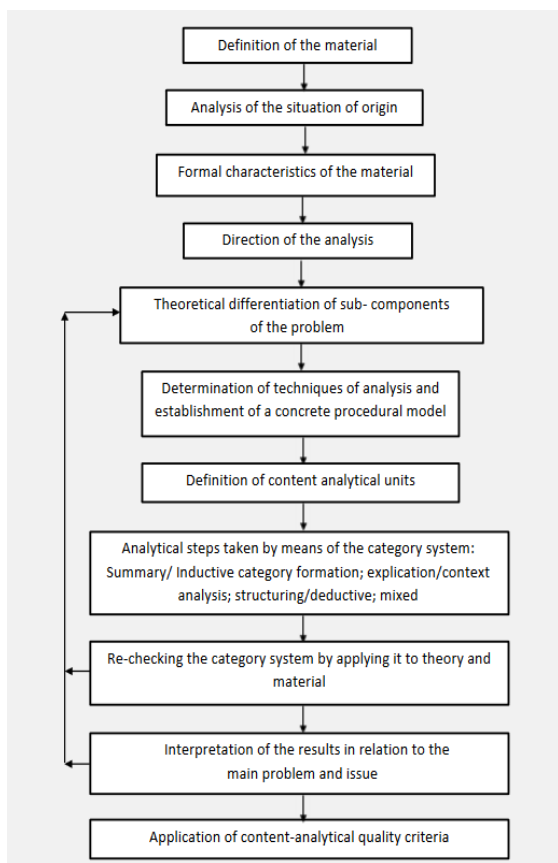 Definition of the material
Analysis of the situation of origin
Formal characteristics of the material
Direction of the analysis
Theoretical differentiation of sub- components
of the problem
Determination of techniques of analysis and
establishment of a concrete procedural model
Definition of content analytical units
Analytical steps taken by means of the category system:
Summary/ Inductive category formation; explication/context
analysis; structuring/deductive; mixed
Re-checking the category system by applying it to theory and
material
Interpretation of the results in relation to the
main problem and issue
Application of content-analytical quality criteria